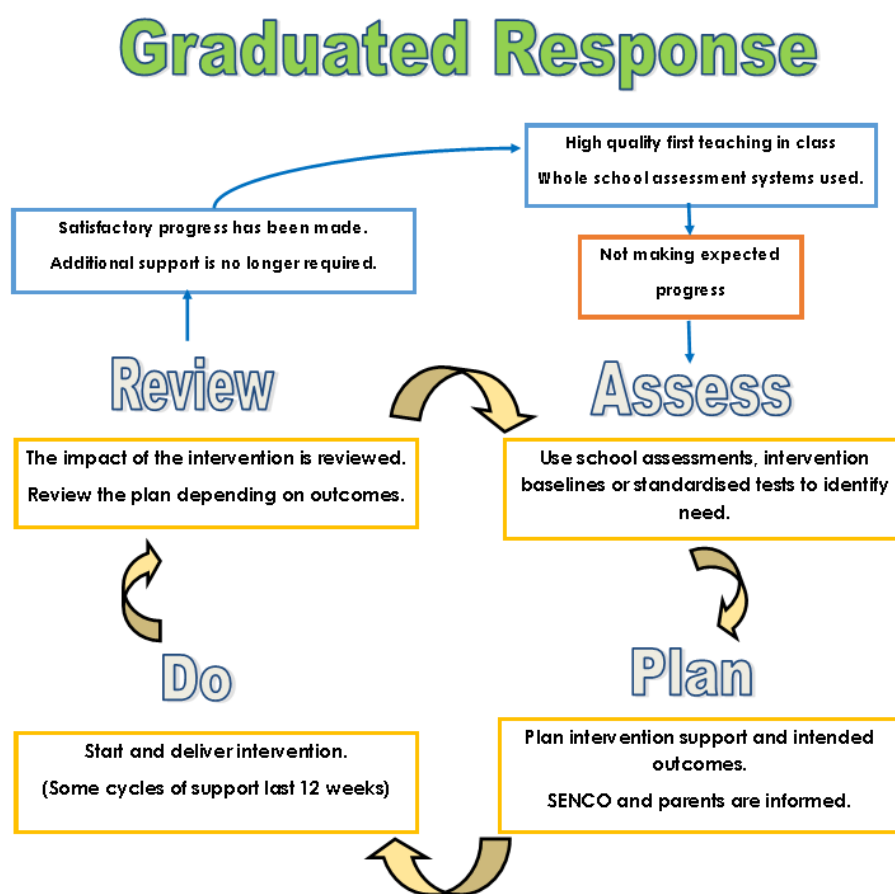 Graduated Response
High quality first teaching in class
Whole school assessment systems used.
Satisfactory progress has been made.
Additional support is no longer required.
Not making expected
progress
Review
Assess
The impact of the intervention is reviewed.
Review the plan depending on outcomes.
Use school assessments, intervention
baselines or standardised tests to identify
need.
Do
Plan
Start and deliver intervention.
(Some cycles of support last 12 weeks)
Plan intervention support and intended
outcomes.
SENCO and parents are informed.